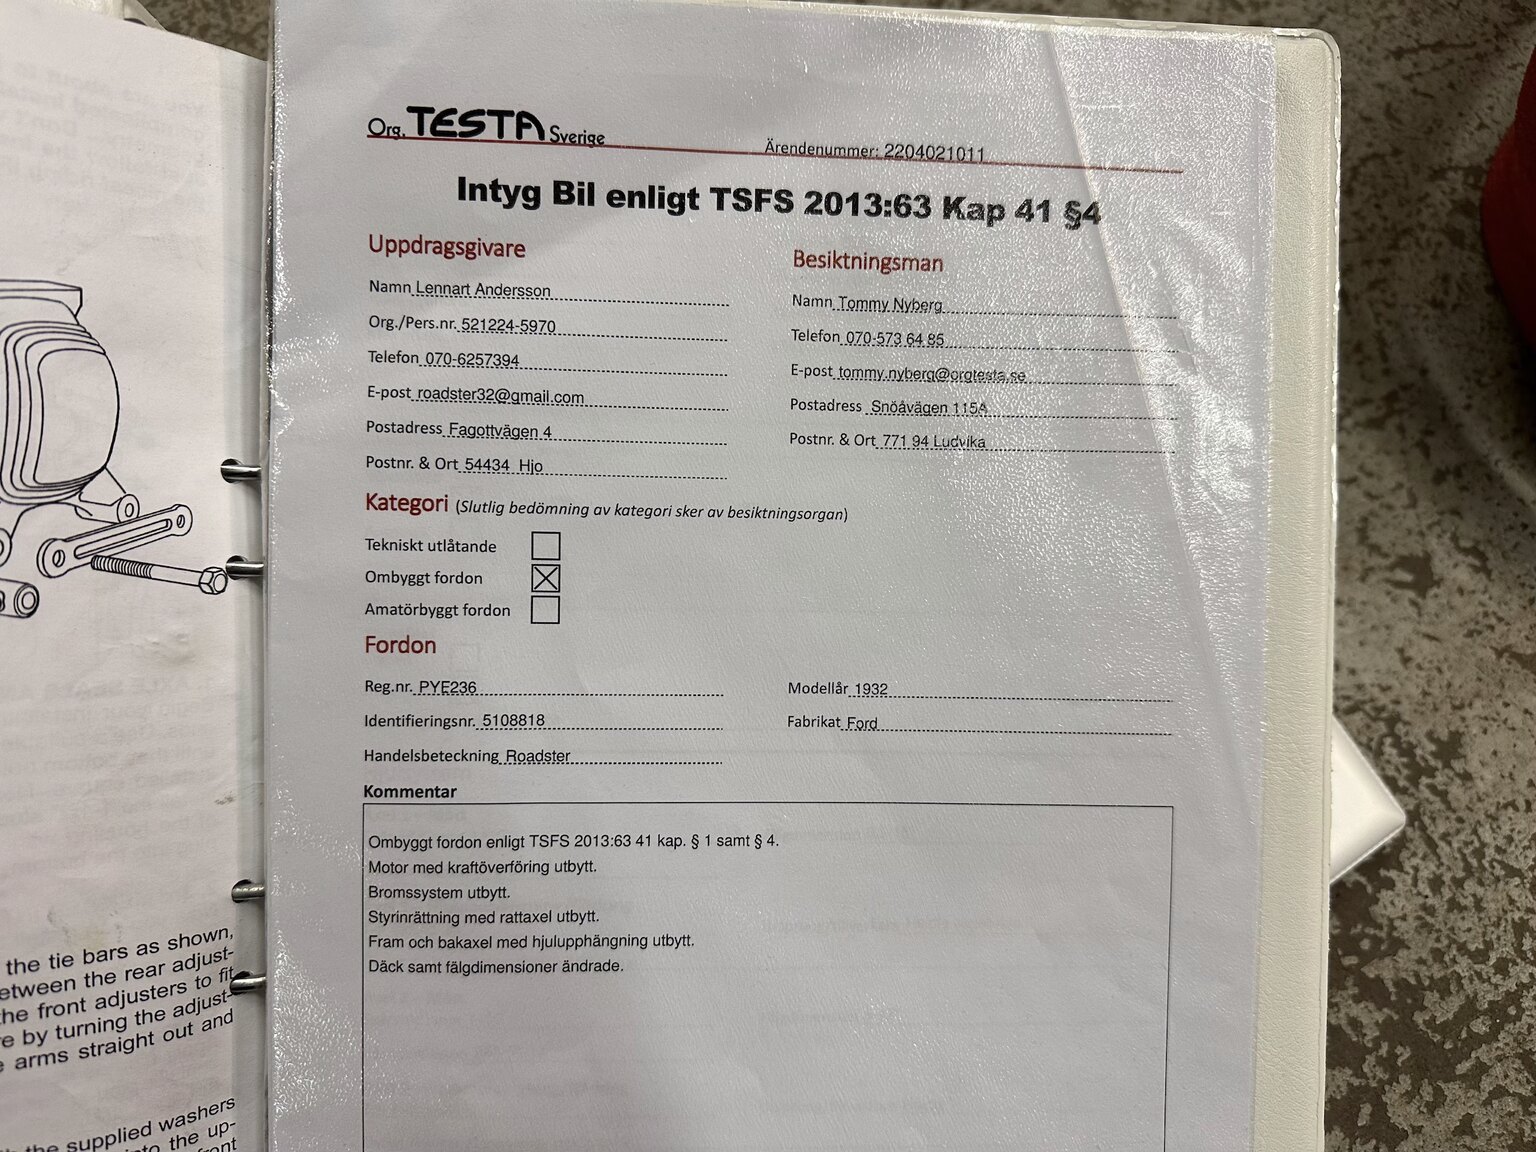 Org. TESTA Sverige
Ärendenummer: 2204021011
Intyg Bil enligt TSFS 2013:63 Kap 41 §4
Uppdragsgivare
Namn Lennart Andersson
Org./Pers.nr. 521224-5970
Telefon 070-6257394
E-post roadster32@gmail.com
Postadress Fagottvägen 4
Postnr. & Ort 54434 Hjo
Besiktningsman
Namn Tommy Nyberg
Telefon 070-573 64 85
E-post tommy.nyberg@orgtesta.se
Postadress Snöåvägen 115A
Postnr. & Ort 771 94 Ludvika
Kategori (Slutlig bedömning av kategori sker av besiktningsorgan)
Tekniskt utlåtande
Ombyggt fordon
Amatörbyggt fordon
Fordon
Reg.nr. PYE236
Modellår 1932
Identifieringsnr. 5108818
Fabrikat Ford
Handelsbeteckning Roadster
Kommentar
Ombyggt fordon enligt TSFS 2013:63 41 kap. § 1 samt § 4.
Motor med kraftöverföring utbytt.
Bromssystem utbytt.
Styrinrättning med rattaxel utbytt.
Fram och bakaxel med hjulupphängning utbytt.
Däck samt fälgdimensioner ändrade.
the tie bars as shown,
etween the rear adjust-
the front adjusters to fit
e by turning the adjust-
arms straight out and
the supplied washers
into the up-
front